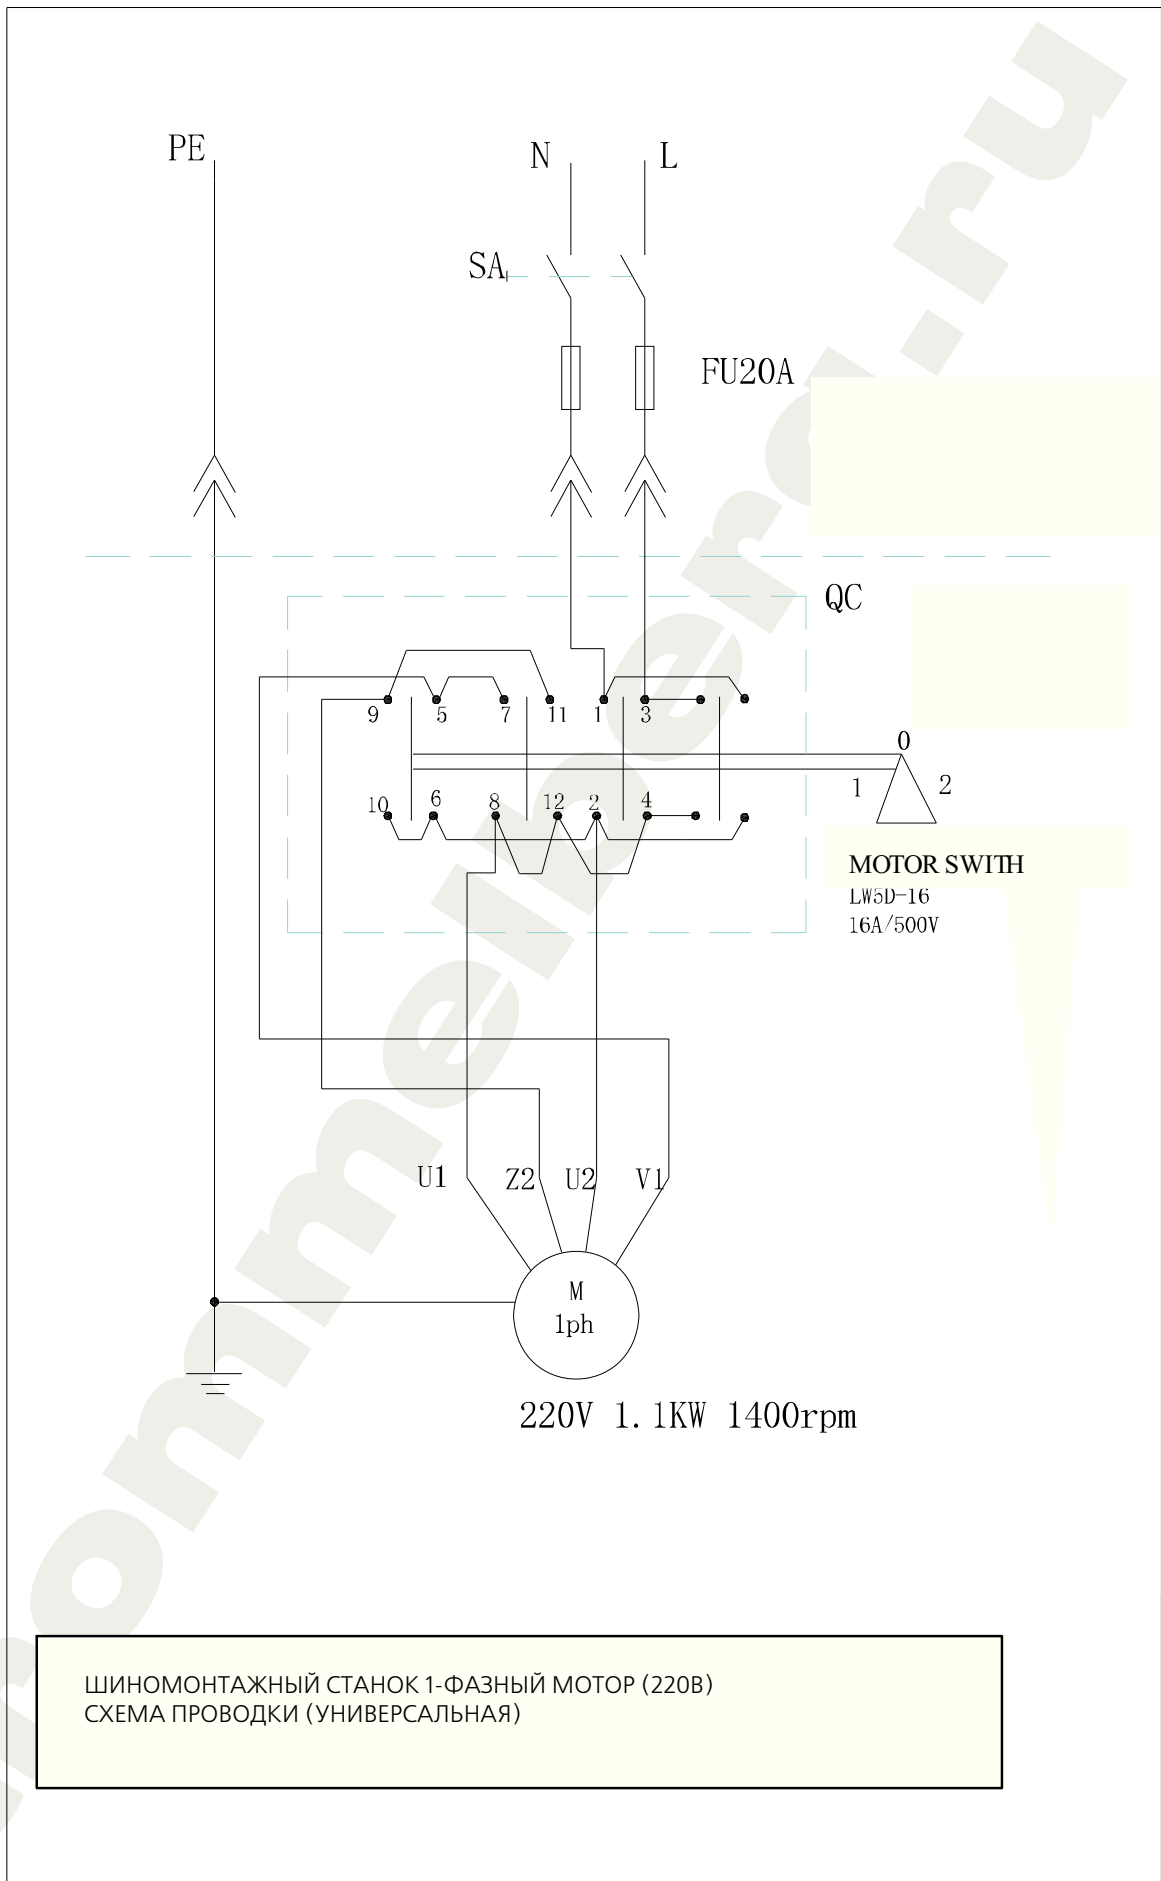 PE
N
L
SA
FU20A
QC
9
5
7
11
1
3
0
1
2
10
6
8
12
2
4
MOTOR SWITH
LW5D-16
16A/500V
U1
Z2
U2
V1
M
1ph
220V 1.1KW 1400rpm
ШИНОМОНТАЖНЫЙ СТАНОК 1-ФАЗНЫЙ МОТОР (220В)
СХЕМА ПРОВОДКИ (УНИВЕРСАЛЬНАЯ)